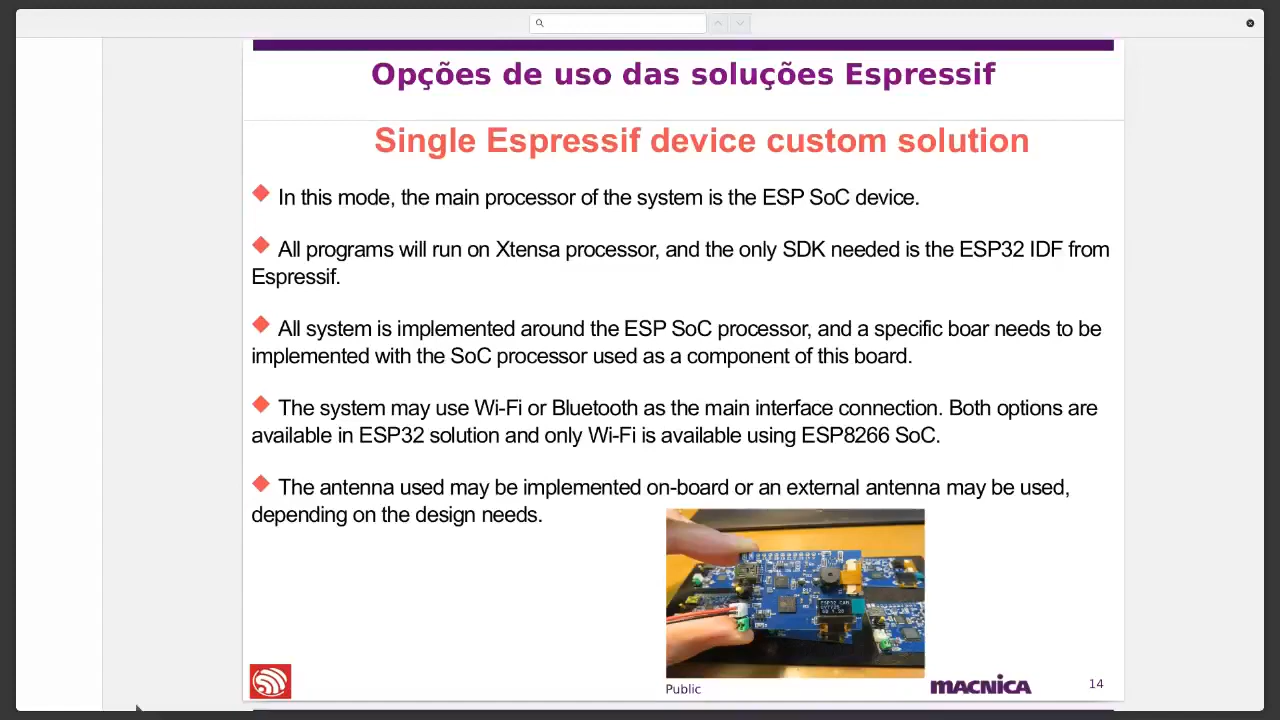 Opções de uso das soluções Espressif
Single Espressif device custom solution
In this mode, the main processor of the system is the ESP SoC device.
All programs will run on Xtensa processor, and the only SDK needed is the ESP32 IDF from
Espressif.
All system is implemented around the ESP SoC processor, and a specific boar needs to be
implemented with the SoC processor used as a component of this board.
The system may use Wi-Fi or Bluetooth as the main interface connection. Both options are
available in ESP32 solution and only Wi-Fi is available using ESP8266 SoC.
The antenna used may be implemented on-board or an external antenna may be used,
depending on the design needs.
ESP32 CAM
Public
MACNICA
14